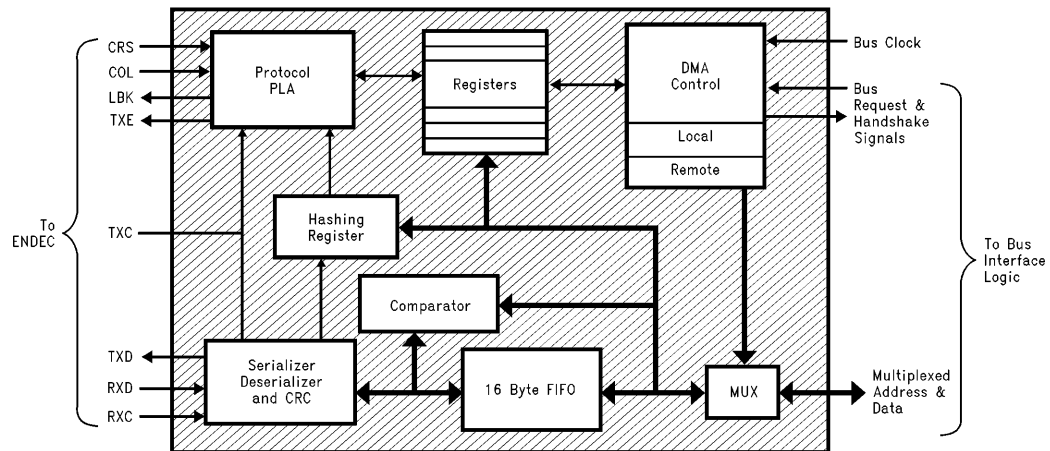 CRS
COL
LBK
TXE
To
ENDEC
TXC
TXD
RXD
RXC
Protocol
PLA
Registers
DMA
Control
Local
Remote
Hashing
Register
Comparator
Serializer
Deserializer
and CRC
16 Byte FIFO
MUX
Bus Clock
Bus
Request &
Handshake
Signals
To Bus
Interface
Logic
Multiplexed
Address &
Data